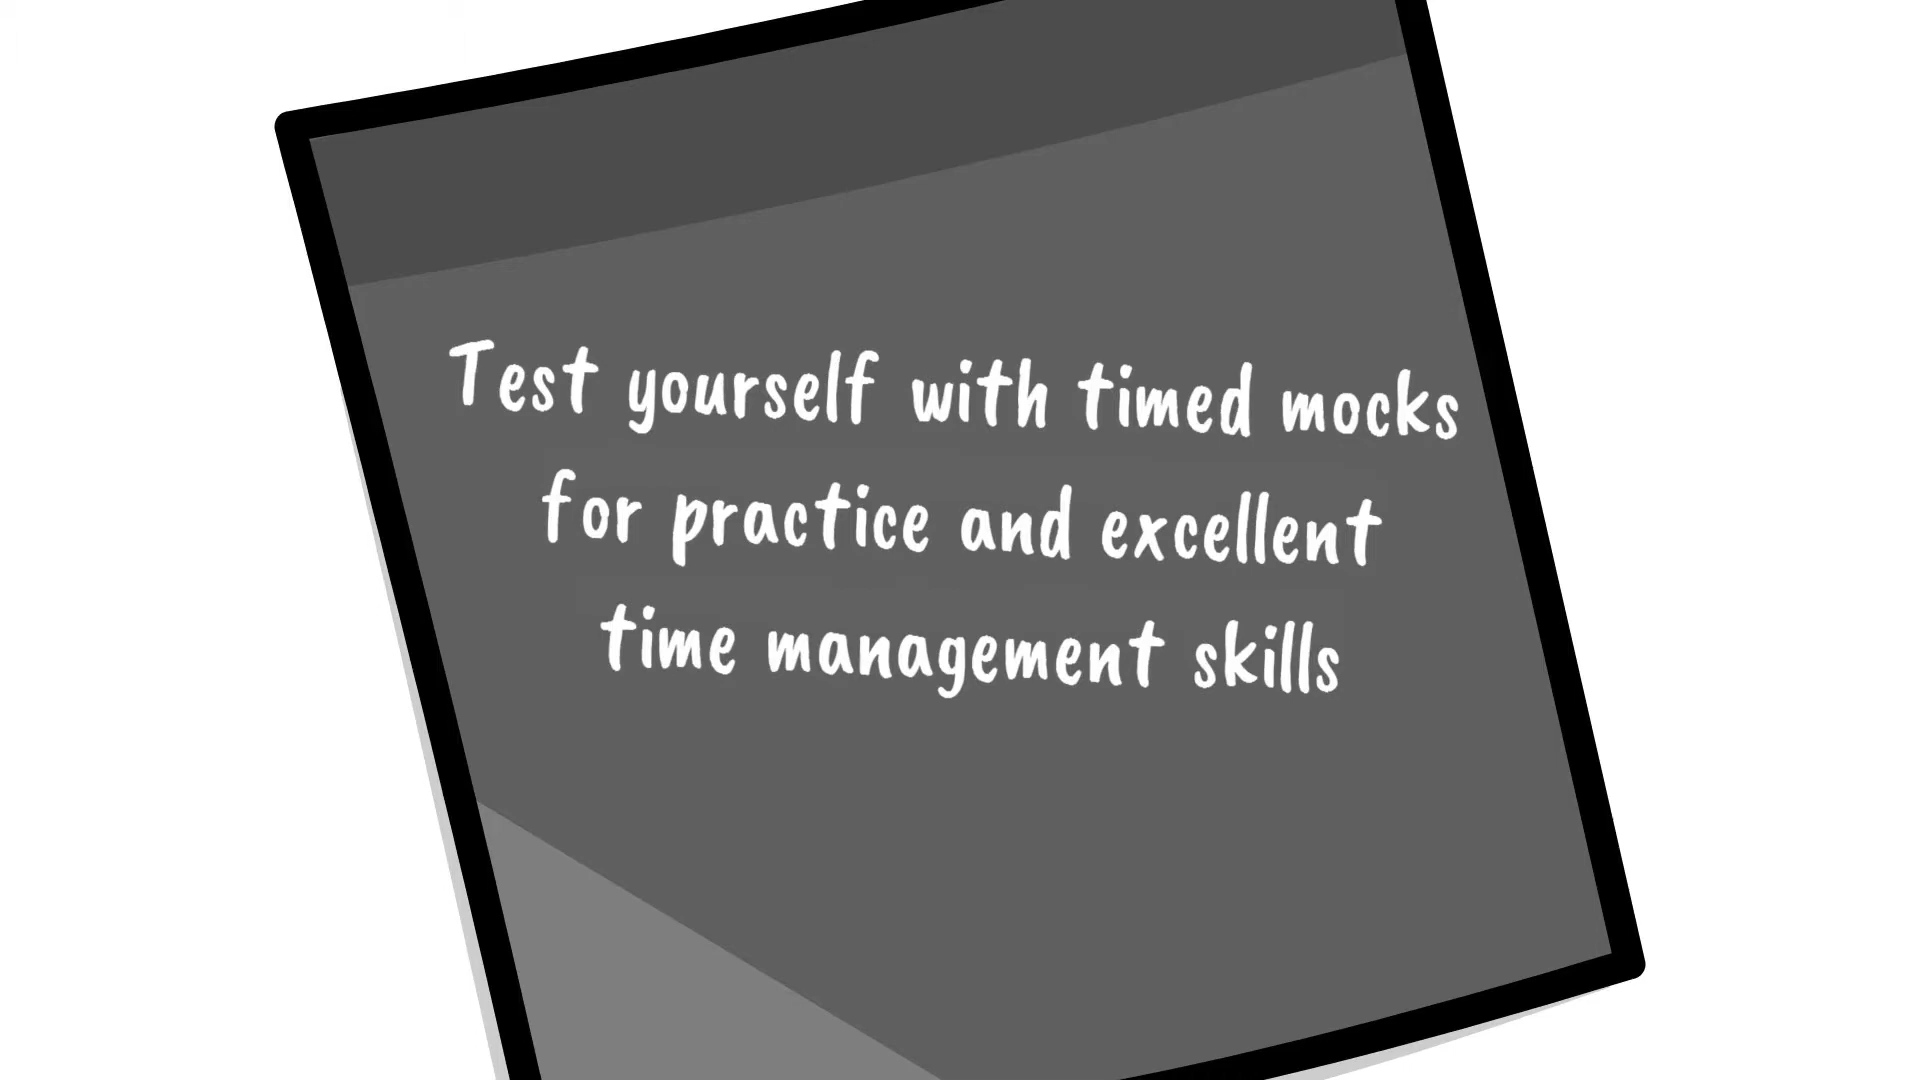 Test yourself with timed mocks
for practice and excellent
time management skills